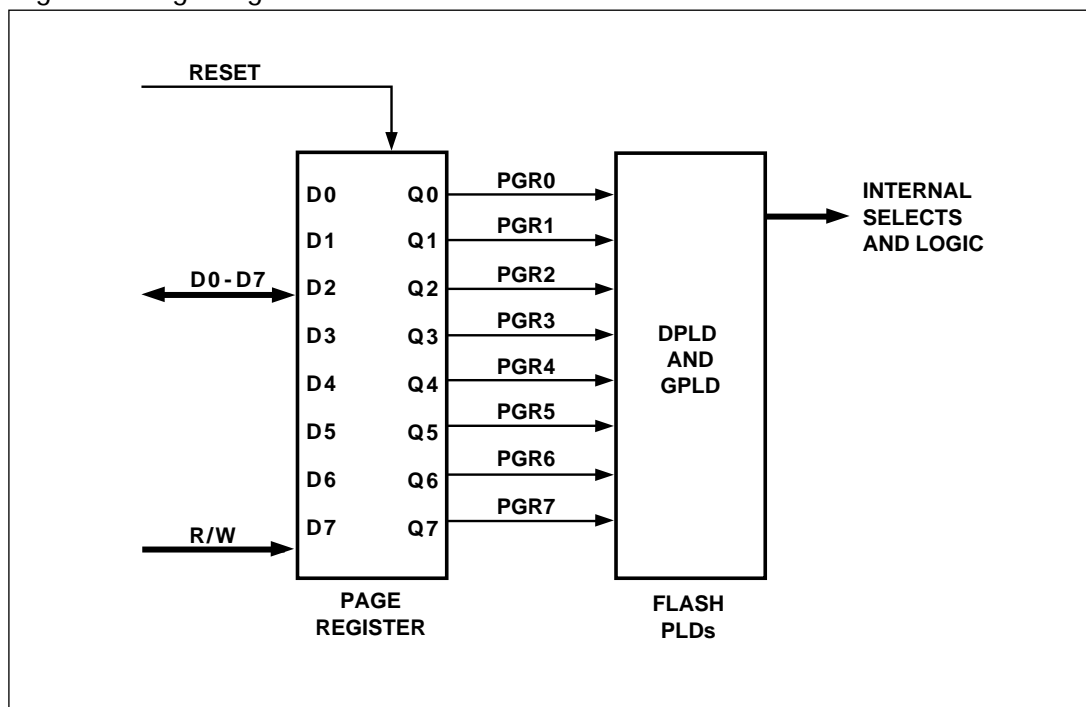 RESET
D0
D1
D2
D3
D4
D5
D6
D7
Q0
Q1
Q2
Q3
Q4
Q5
Q6
Q7
D0-D7
R/W
PGR0
PGR1
PGR2
PGR3
PGR4
PGR5
PGR6
PGR7
DPLD
AND
GPLD
INTERNAL
SELECTS
AND LOGIC
PAGE
REGISTER
FLASH
PLDs